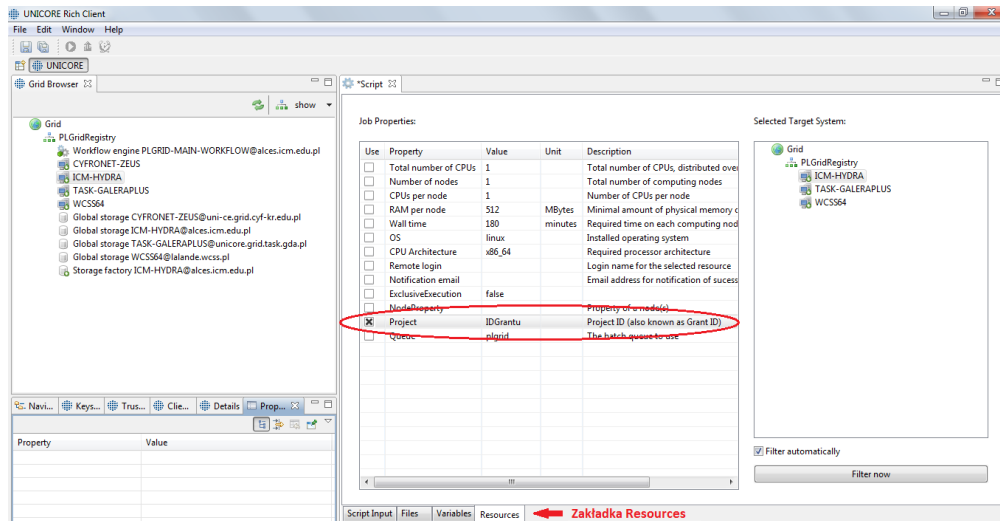 UNICORE Rich Client
File Edit Window Help
UNICORE
Grid Browser
show
Grid
PLGridRegistry
Workflow engine PLGRID-MAIN-WORKFLOW@alces.icm.edu.pl
CYFRONET-ZEUS
ICM-HYDRA
TASK-GALERAPLUS
WCSS64
Global storage CYFRONET-ZEUS@uni-ce.grid.cyf-kr.edu.pl
Global storage ICM-HYDRA@alces.icm.edu.pl
Global storage TASK-GALERAPLUS@unicore.grid.task.gda.pl
Global storage WCSS64@lalande.wcss.pl
Storage factory ICM-HYDRA@alces.icm.edu.pl
Navi... Keys... Trus... Clie... Details Prop...
Property Value
*Script
Job Properties:
Use Property Value Unit Description
Total number of CPUs 1 Total number of CPUs, distributed over
Number of nodes 1 Total number of computing nodes
CPUs per node 1 Number of CPUs per node
RAM per node 512 MBytes Minimal amount of physical memory c
Wall time 180 minutes Required time on each computing nod
OS linux Installed operating system
CPU Architecture x86_64 Required processor architecture
Remote login Login name for the selected resource
Notification email Email address for notification of sucess
ExclusiveExecution false
NodeProperty Property of a node(s)
Project IDGrantu Project ID (also known as Grant ID)
Queue plgrid The batch queue to use
Script Input Files Variables Resources
Zakładka Resources
Selected Target System:
Grid
PLGridRegistry
ICM-HYDRA
TASK-GALERAPLUS
WCSS64
Filter automatically
Filter now